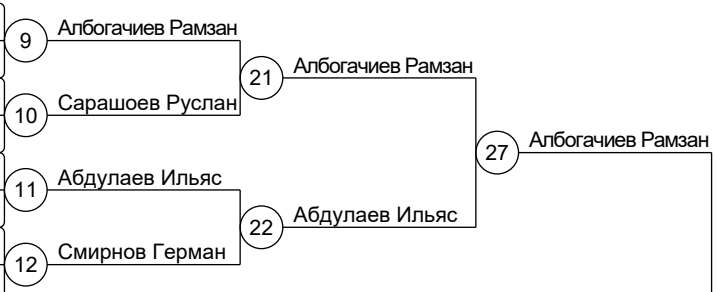 9
Албогачиев Рамзан
21
Албогачиев Рамзан
10
Сарашоев Руслан
27
Албогачиев Рамзан
11
Абдулаев Ильяс
22
Абдулаев Ильяс
12
Смирнов Герман